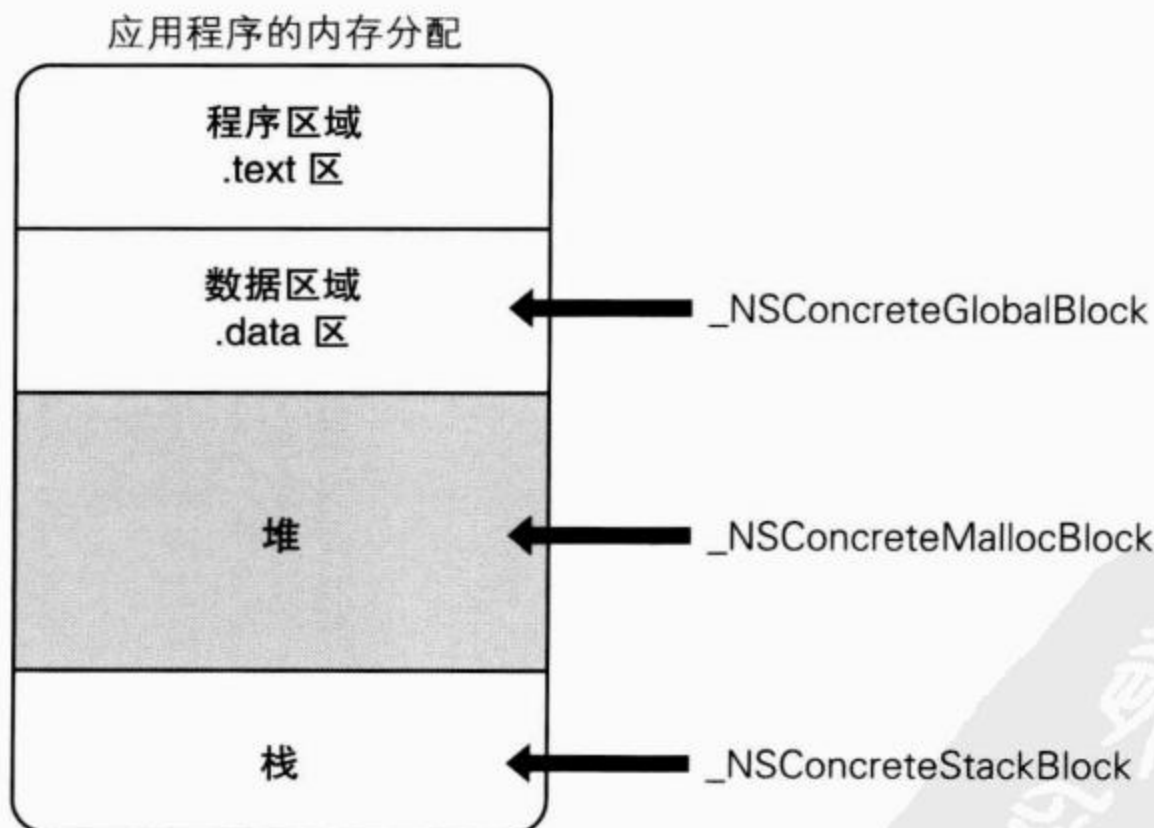 应用程序的内存分配
程序区域
.text 区
数据区域
.data 区
_NSConcreteGlobalBlock
堆
_NSConcreteMallocBlock
栈
_NSConcreteStackBlock